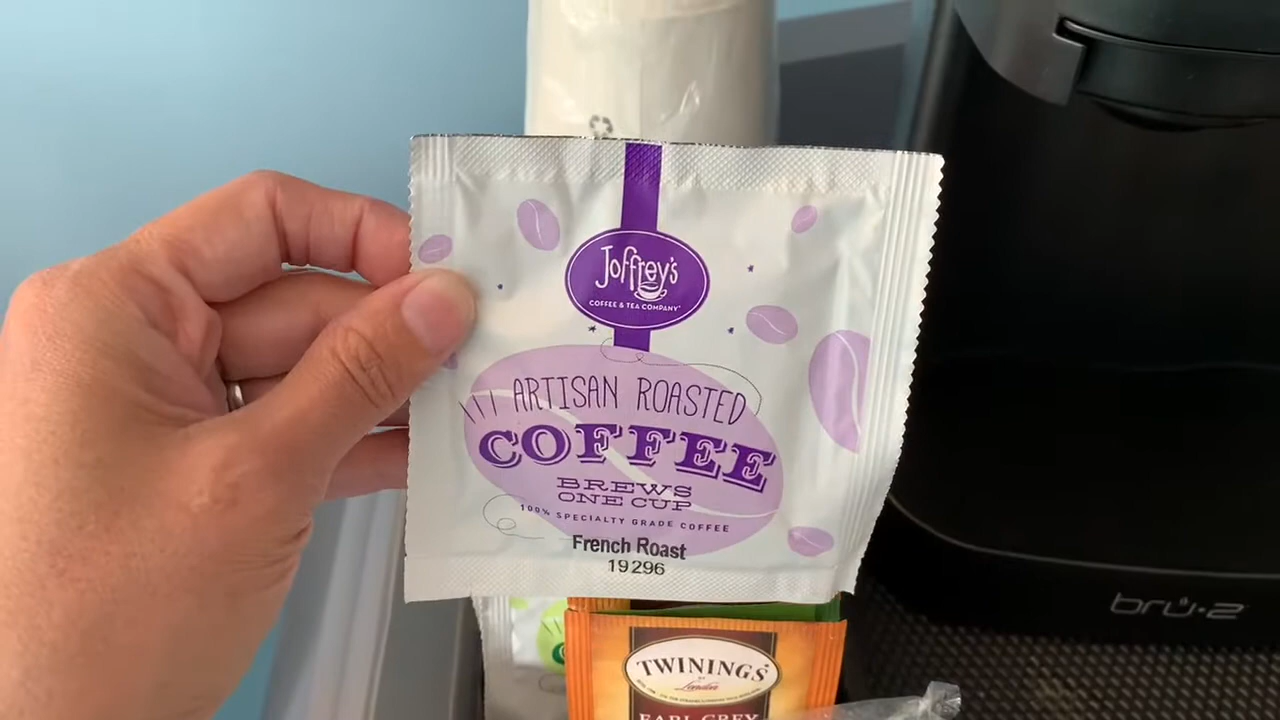 Joffrey's
COFFEE & TEA COMPANY
ARTISAN ROASTED
COFFEE
BREWS
ONE CUP
100% SPECIALTY GRADE COFFEE
French Roast
19296
brü·2
TWININGS
of
London
EARL GREY